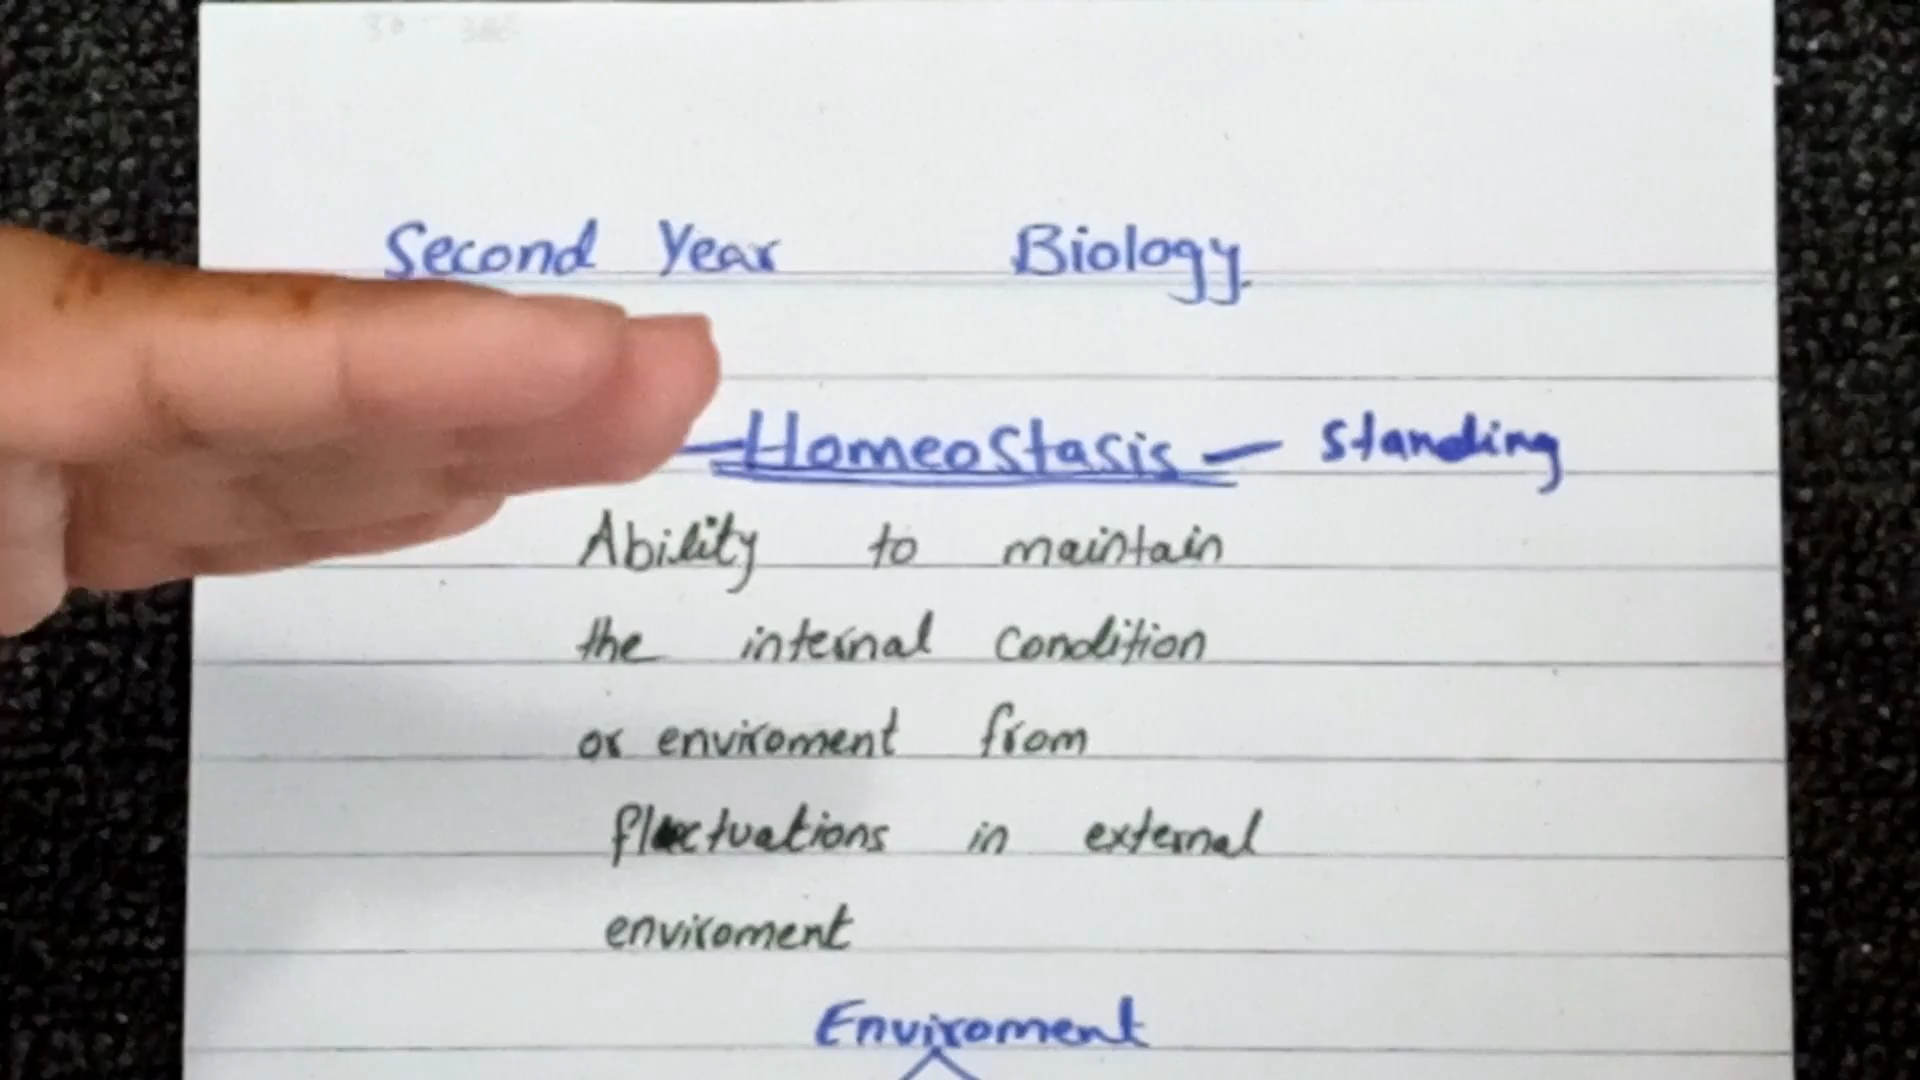 Second Year Biology.
Homeostasis - standing
Ability to maintain
the internal condition
or enviroment from
fluctuations in external
enviroment
Enviroment